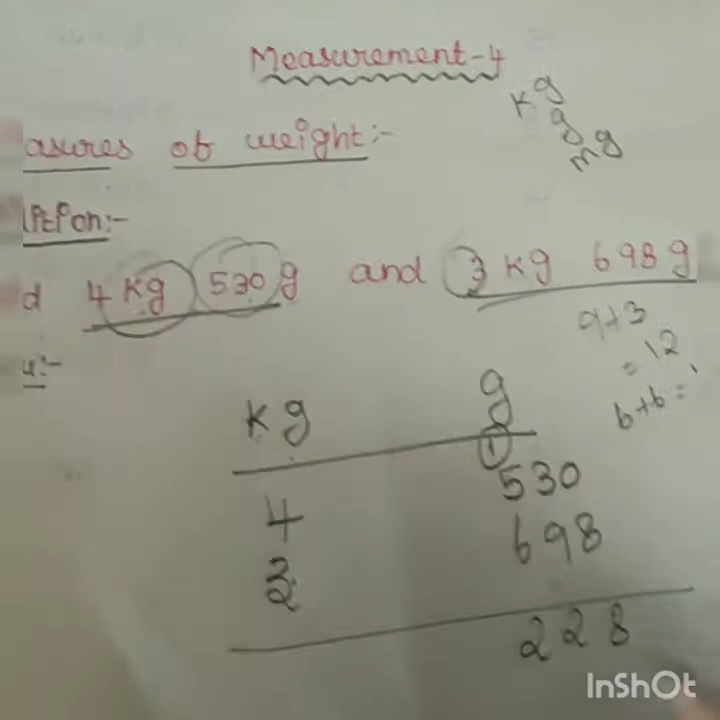 Measurement-4
kg
g
mg
asures of weight:-
ition:-
d 4 kg 530 g and 3 kg 698 g
9+3
= 12
6+6 =
kg g
1
4 530
698
228
InShOt